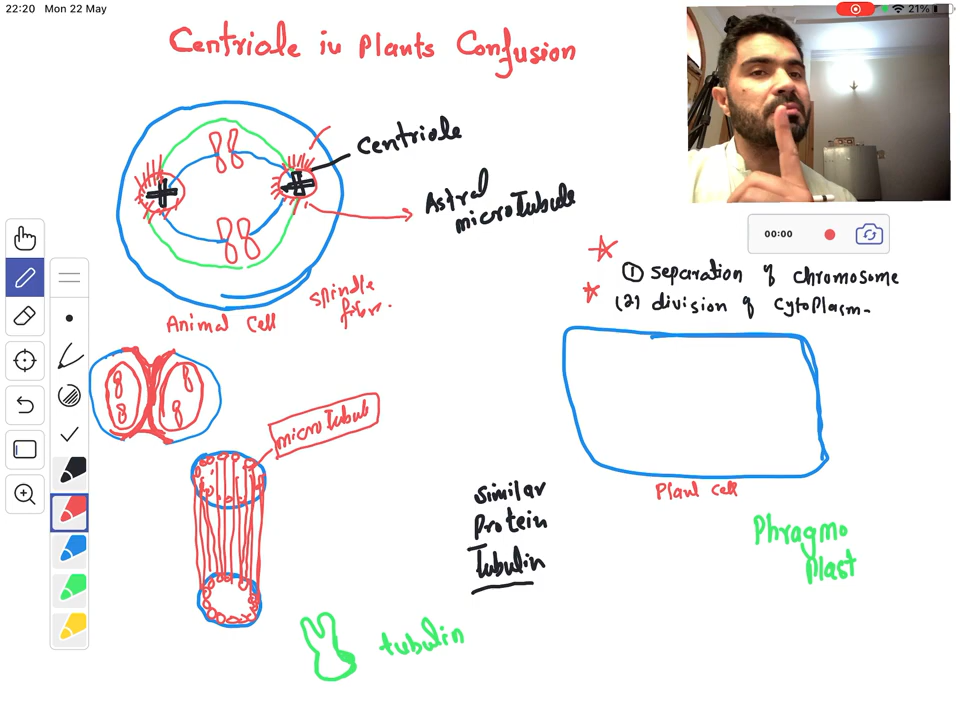 22:20 Mon 22 May
21%
Centriole in Plants Confusion
Centriole
Astral
microTubule
00:00
① separation of chromosome
(2) division of cytoplasm.
spindle
fibre.
Animal Cell
microTubub
similar
Protein
Tubulin
Plant cell
Phragmo
Plast
tubulin